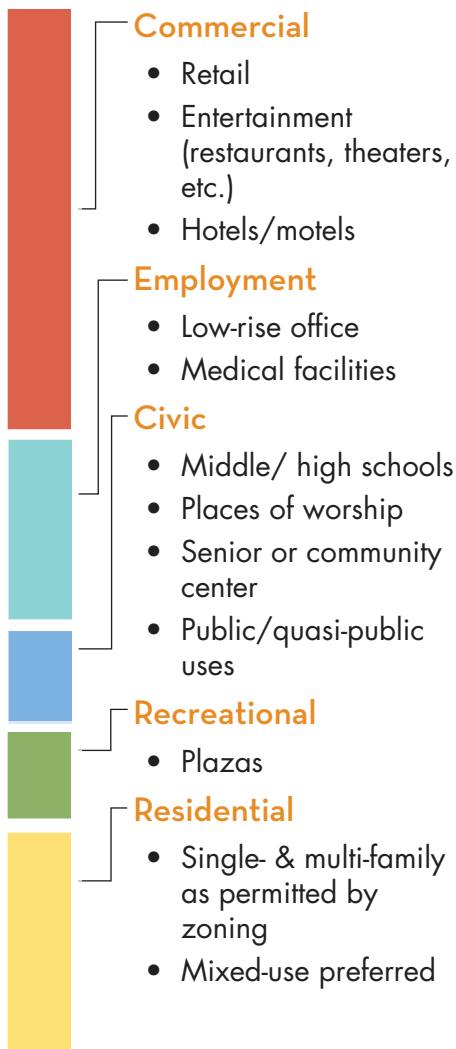 Commercial
• Retail
• Entertainment
(restaurants, theaters,
etc.)
• Hotels/motels
Employment
• Low-rise office
• Medical facilities
Civic
• Middle/ high schools
• Places of worship
• Senior or community
center
• Public/quasi-public
uses
Recreational
• Plazas
Residential
• Single- & multi-family
as permitted by
zoning
• Mixed-use preferred